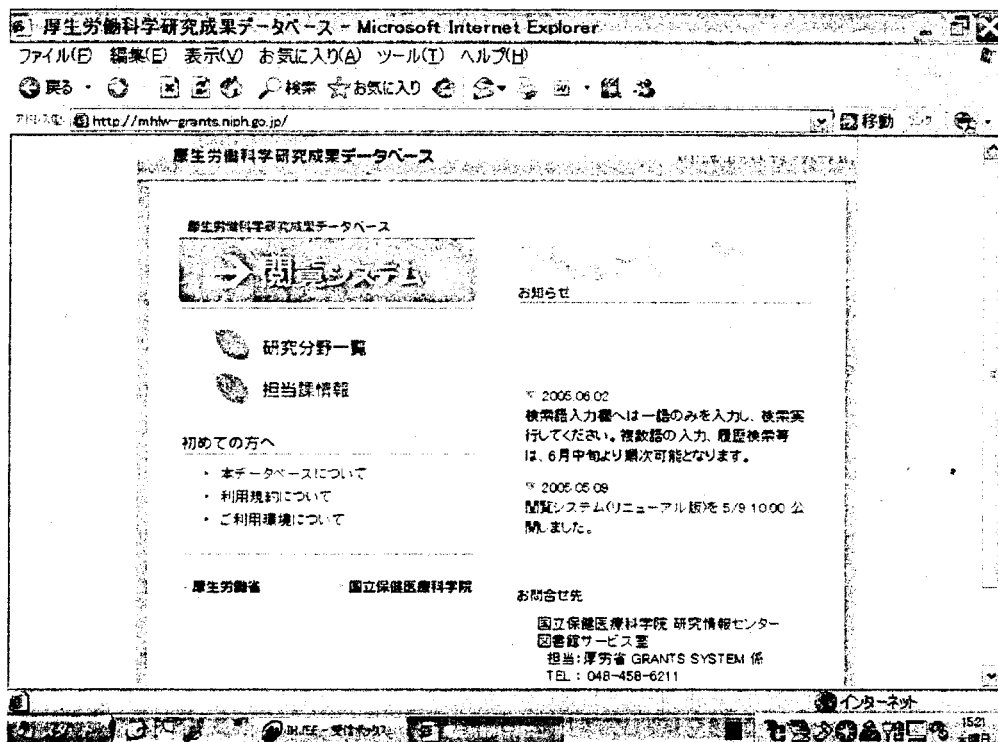 厚生労働科学研究成果データベース - Microsoft Internet Explorer
ファイル(F) 編集(E) 表示(V) お気に入り(A) ツール(T) ヘルプ(H)
戻る 検索 お気に入り
http://mhlw-grants.niph.go.jp/ 移動
厚生労働科学研究成果データベース
厚生労働科学研究成果データベース
閲覧システム
研究分野一覧
担当課情報
初めての方へ
・ 本データベースについて
・ 利用規約について
・ ご利用環境について
厚生労働省 国立保健医療科学院
お知らせ
2005.06.02
検索語入力欄へは一語のみを入力し、検索実
行してください。複数語の入力、履歴検索等
は、6月中旬より順次可能となります。
2005.05.09
閲覧システム(リニューアル版)を 5/9 10:00 公
開しました。
お問合せ先
国立保健医療科学院 研究情報センター
図書館サービス室
担当:厚労省 GRANTS SYSTEM 係
TEL : 048-458-6211
インターネット
15:21